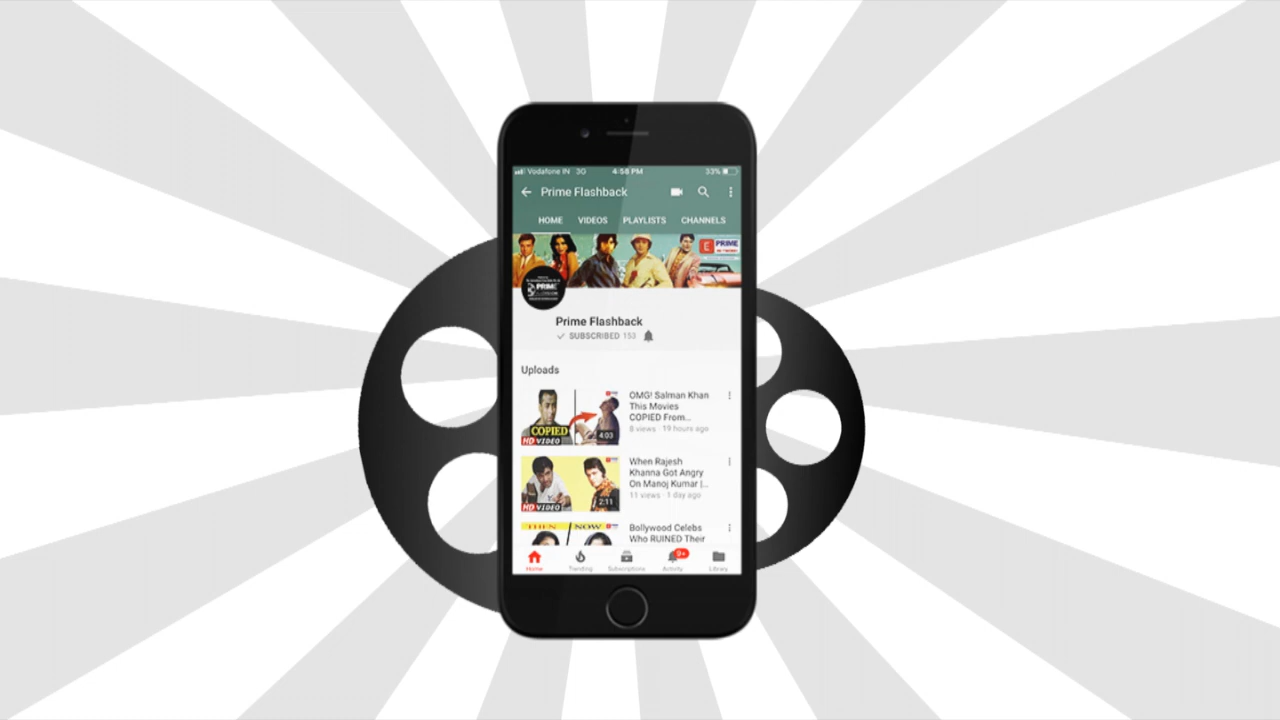 Vodafone IN 3G 4:58 PM 33%
Prime Flashback
HOME VIDEOS PLAYLISTS CHANNELS
E PRIME
PRIME
Prime Flashback
SUBSCRIBED 153
Uploads
OMG! Salman Khan
This Movies
COPIED From...
8 views · 19 hours ago
COPIED
HD VIDEO
4:03
When Rajesh
Khanna Got Angry
On Manoj Kumar |...
11 views · 1 day ago
HD VIDEO
2:11
THEN NOW
Bollywood Celebs
Who RUINED Their
9+
Home Trending Subscriptions Activity Library